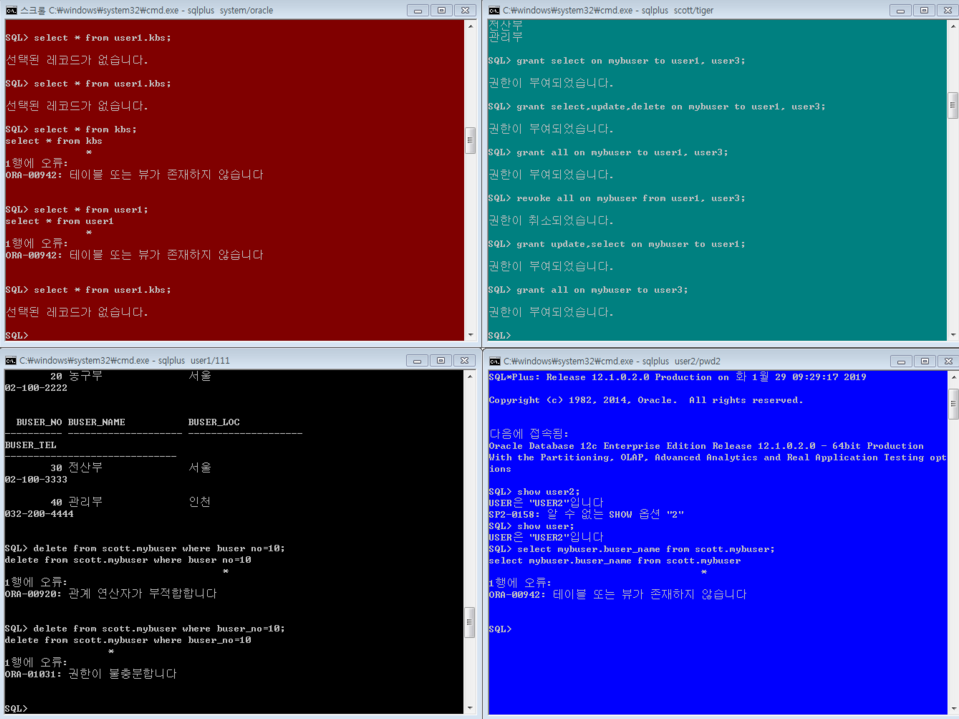 스크롤 C:₩windows₩system32₩cmd.exe - sqlplus  system/oracle
SQL> select * from user1.kbs;
선택된 레코드가 없습니다.
SQL> select * from user1.kbs;
선택된 레코드가 없습니다.
SQL> select * from kbs;
select * from kbs
*
1행에 오류:
ORA-00942: 테이블 또는 뷰가 존재하지 않습니다
SQL> select * from user1;
select * from user1
*
1행에 오류:
ORA-00942: 테이블 또는 뷰가 존재하지 않습니다
SQL> select * from user1.kbs;
선택된 레코드가 없습니다.
SQL>
C:₩windows₩system32₩cmd.exe - sqlplus  scott/tiger
전산부
관리부
SQL> grant select on mybuser to user1, user3;
권한이 부여되었습니다.
SQL> grant select,update,delete on mybuser to user1, user3;
권한이 부여되었습니다.
SQL> grant all on mybuser to user1, user3;
권한이 부여되었습니다.
SQL> revoke all on mybuser from user1, user3;
권한이 취소되었습니다.
SQL> grant update,select on mybuser to user1;
권한이 부여되었습니다.
SQL> grant all on mybuser to user3;
권한이 부여되었습니다.
SQL>
C:₩windows₩system32₩cmd.exe - sqlplus  user1/111
20 농구부 서울
02-100-2222
BUSER_NO BUSER_NAME BUSER_LOC
---------- -------------------- --------------------
BUSER_TEL
------------------------------
30 전산부 서울
02-100-3333
40 관리부 인천
032-200-4444
SQL> delete from scott.mybuser where buser no=10;
delete from scott.mybuser where buser no=10
*
1행에 오류:
ORA-00920: 관계 연산자가 부적합합니다
SQL> delete from scott.mybuser where buser_no=10;
delete from scott.mybuser where buser_no=10
*
1행에 오류:
ORA-01031: 권한이 불충분합니다
SQL>
C:₩windows₩system32₩cmd.exe - sqlplus  user2/pwd2
SQL*Plus: Release 12.1.0.2.0 Production on 화 1월 29 09:29:17 2019
Copyright (c) 1982, 2014, Oracle.  All rights reserved.
다음에 접속됨:
Oracle Database 12c Enterprise Edition Release 12.1.0.2.0 - 64bit Production
With the Partitioning, OLAP, Advanced Analytics and Real Application Testing opt
ions
SQL> show user2;
USER은 "USER2"입니다
SP2-0158: 알 수 없는 SHOW 옵션 "2"
SQL> show user;
USER은 "USER2"입니다
SQL> select mybuser.buser_name from scott.mybuser;
select mybuser.buser_name from scott.mybuser
*
1행에 오류:
ORA-00942: 테이블 또는 뷰가 존재하지 않습니다
SQL>